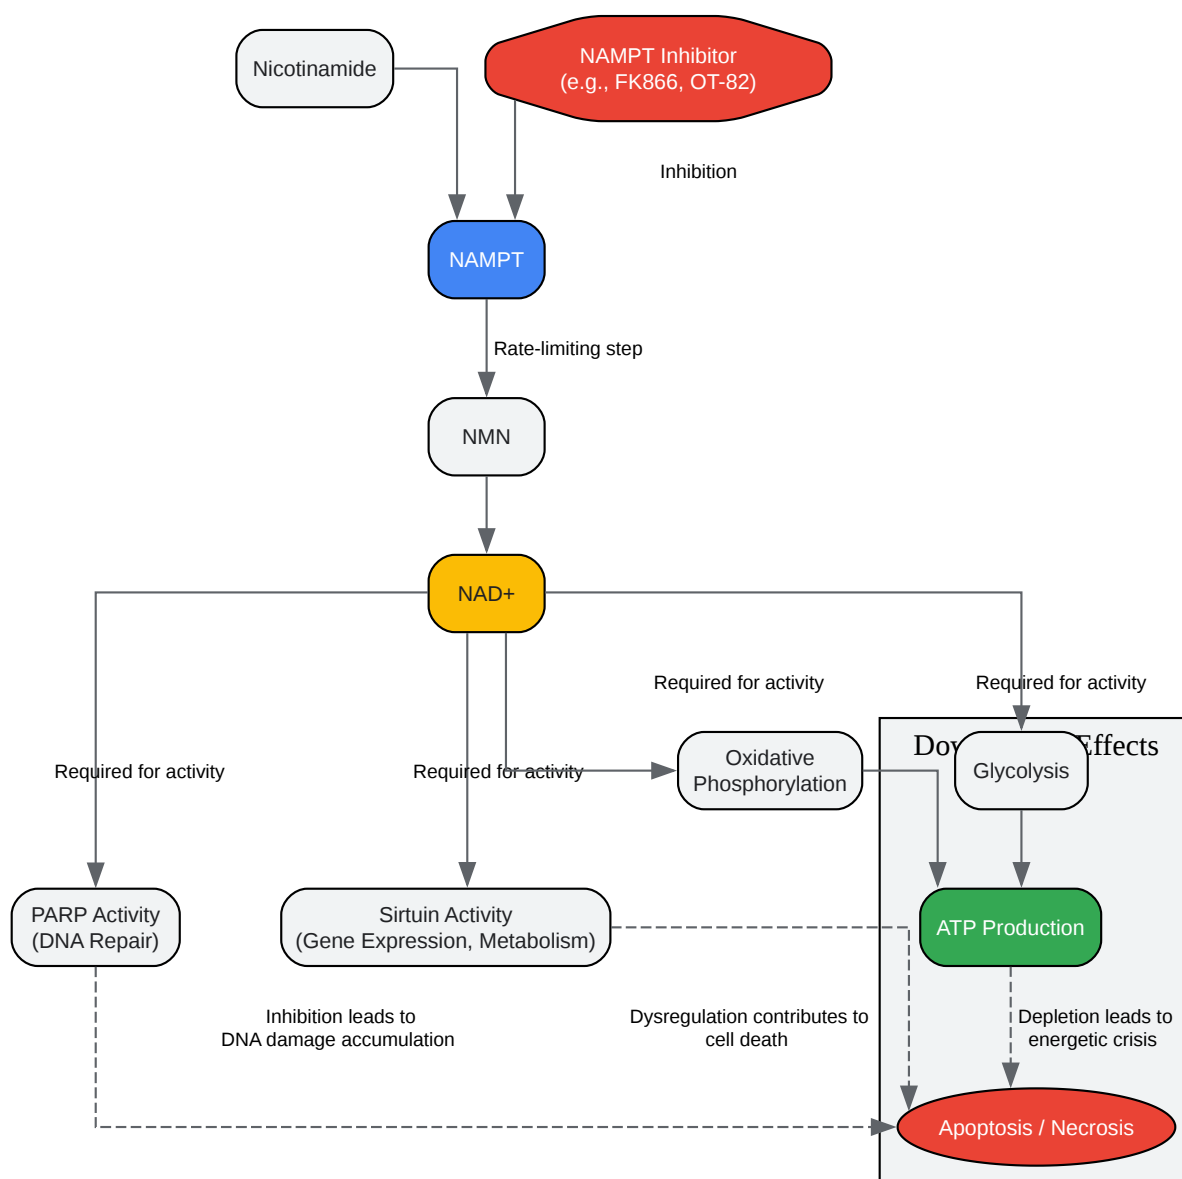 Nicotinamide
NAMPT Inhibitor
(e.g., FK866, OT-82)
Inhibition
NAMPT
Rate-limiting step
NMN
NAD+
Required for activity
Required for activity
Effects
Oxidative
Phosphorylation
Glycolysis
Required for activity
Required for activity
PARP Activity
(DNA Repair)
Sirtuin Activity
(Gene Expression, Metabolism)
ATP Production
Inhibition leads to
DNA damage accumulation
Dysregulation contributes to
cell death
Depletion leads to
energetic crisis
Apoptosis / Necrosis